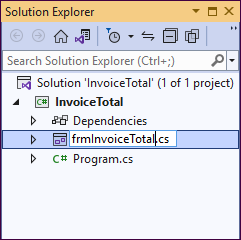 Solution Explorer
Search Solution Explorer (Ctrl+;)
Solution 'InvoiceTotal' (1 of 1 project)
C# InvoiceTotal
Dependencies
frmInvoiceTotal.cs
C# Program.cs